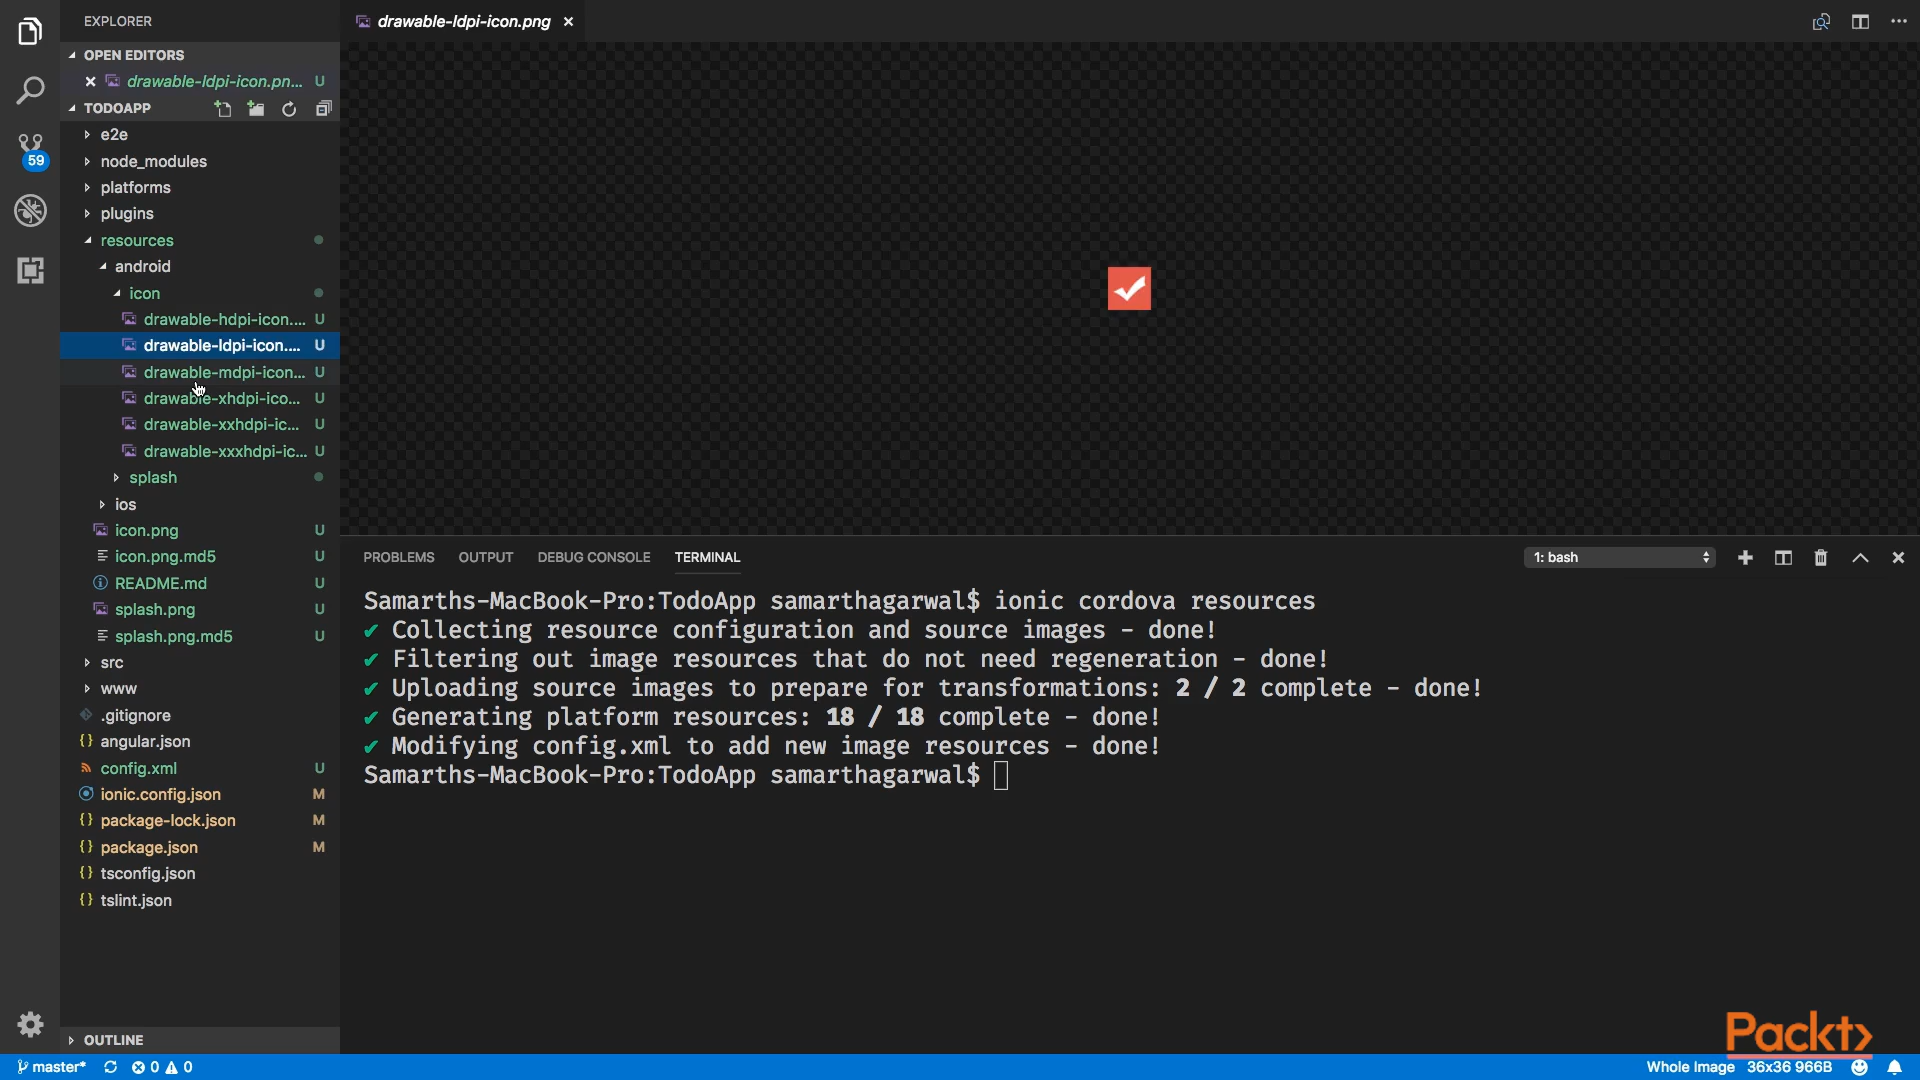 EXPLORER
OPEN EDITORS
drawable-ldpi-icon.pn... U
TODOAPP
e2e
node_modules
platforms
plugins
resources
android
icon
drawable-hdpi-icon.... U
drawable-ldpi-icon.... U
drawable-mdpi-icon... U
drawable-xhdpi-ico... U
drawable-xxhdpi-ic... U
drawable-xxxhdpi-ic... U
splash
ios
icon.png U
icon.png.md5 U
README.md U
splash.png U
splash.png.md5 U
src
www
.gitignore
angular.json
config.xml U
ionic.config.json M
package-lock.json M
package.json M
tsconfig.json
tslint.json
OUTLINE
59
drawable-ldpi-icon.png
PROBLEMS OUTPUT DEBUG CONSOLE TERMINAL 1: bash
Samarths-MacBook-Pro:TodoApp samarthagarwal$ ionic cordova resources
✔ Collecting resource configuration and source images - done!
✔ Filtering out image resources that do not need regeneration - done!
✔ Uploading source images to prepare for transformations: 2 / 2 complete - done!
✔ Generating platform resources: 18 / 18 complete - done!
✔ Modifying config.xml to add new image resources - done!
Samarths-MacBook-Pro:TodoApp samarthagarwal$
Packt>
master* 0 0 Whole Image 36x36 966B